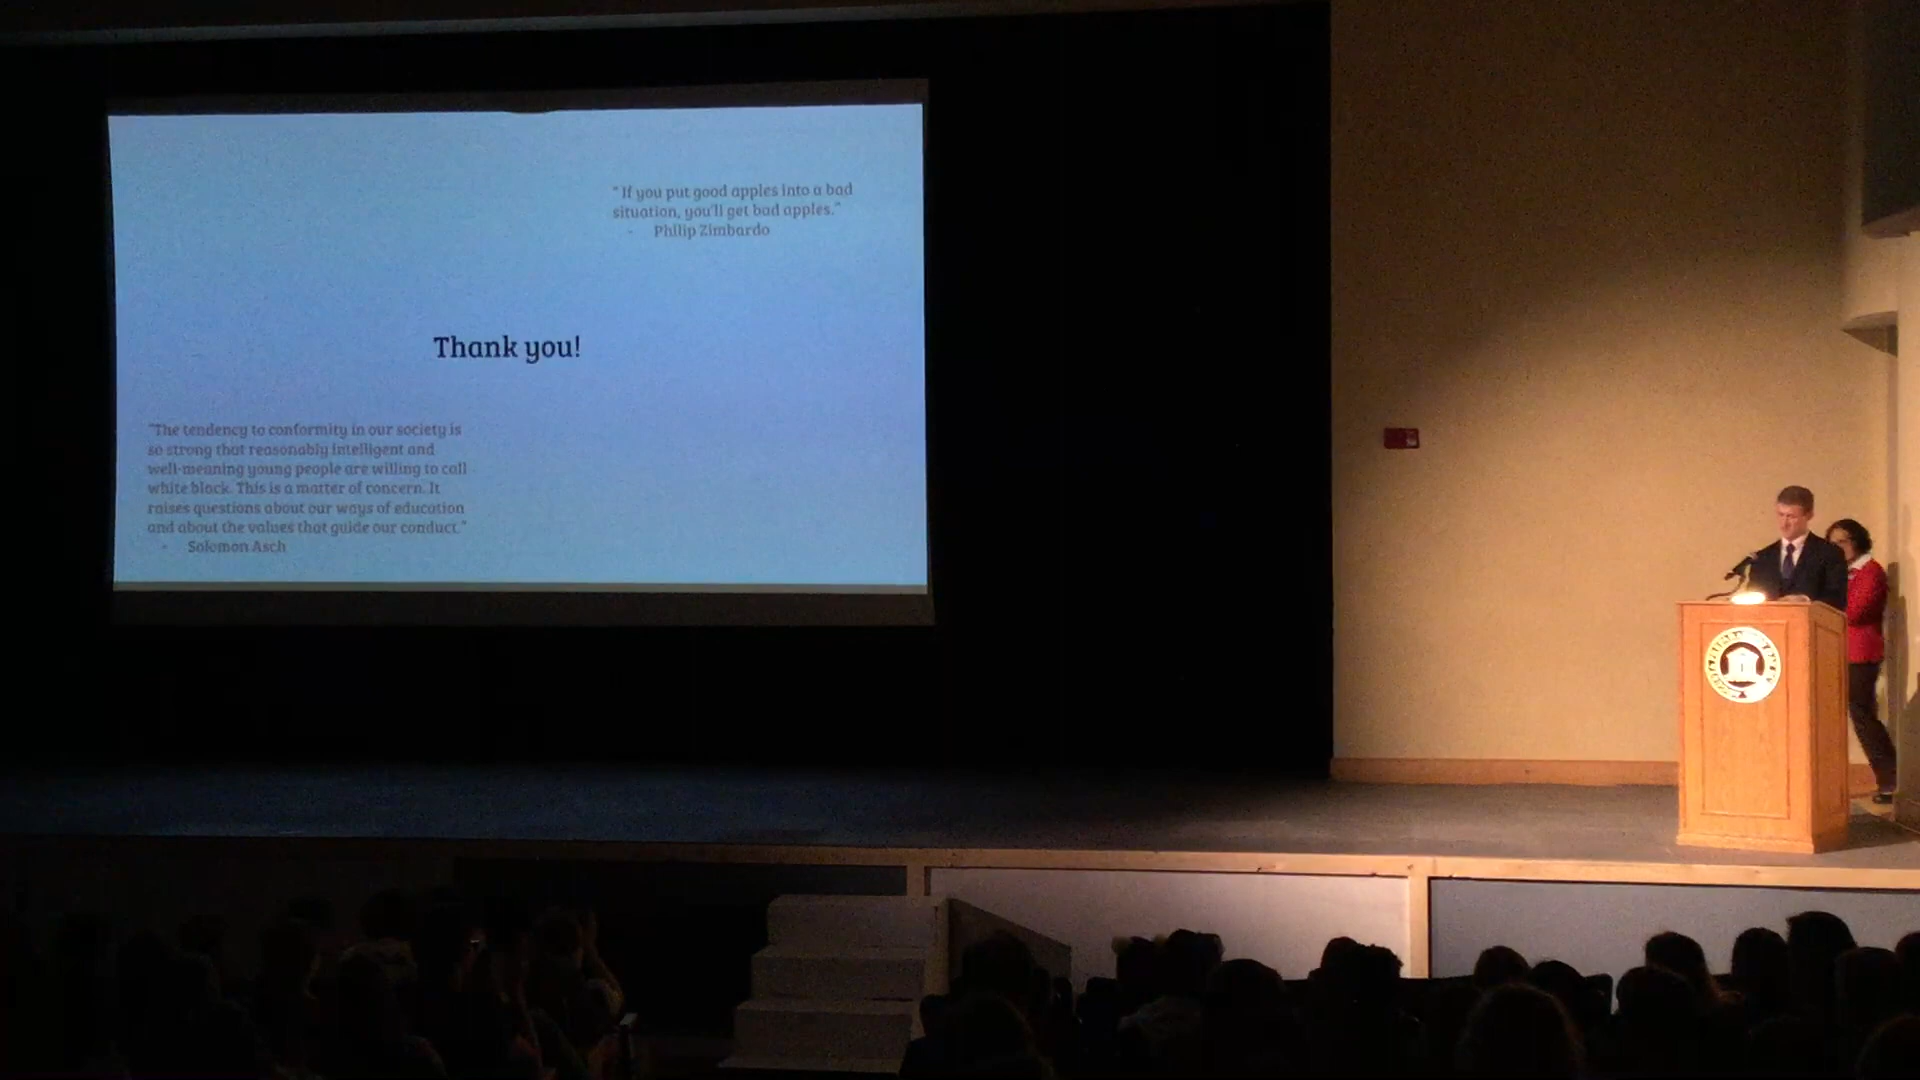 "If you put good apples into a bad
situation, you'll get bad apples."
- Philip Zimbardo
Thank you!
"The tendency to conformity in our society is
so strong that reasonably intelligent and
well-meaning young people are willing to call
white black. This is a matter of concern. It
raises questions about our ways of education
and about the values that guide our conduct."
- Solomon Asch